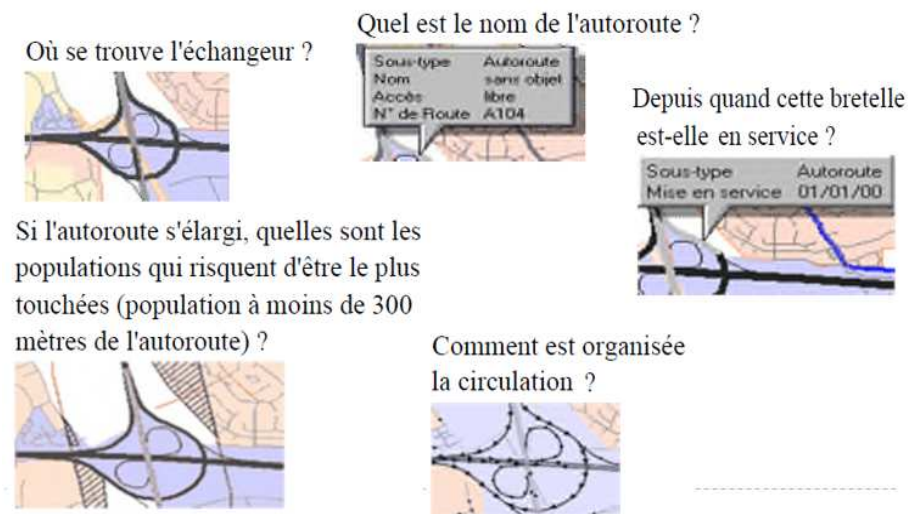 Où se trouve l'échangeur ?
Quel est le nom de l'autoroute ?
Sous-type Autoroute
Nom sans objet
Accès libre
N° de Route A104
Depuis quand cette bretelle
est-elle en service ?
Sous-type Autoroute
Mise en service 01/01/00
Si l'autoroute s'élargi, quelles sont les
populations qui risquent d'être le plus
touchées (population à moins de 300
mètres de l'autoroute) ?
Comment est organisée
la circulation ?